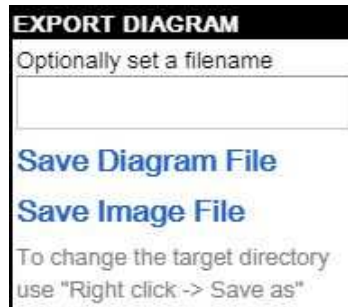 EXPORT DIAGRAM
Optionally set a filename
Save Diagram File
Save Image File
To change the target directory
use "Right click -> Save as"